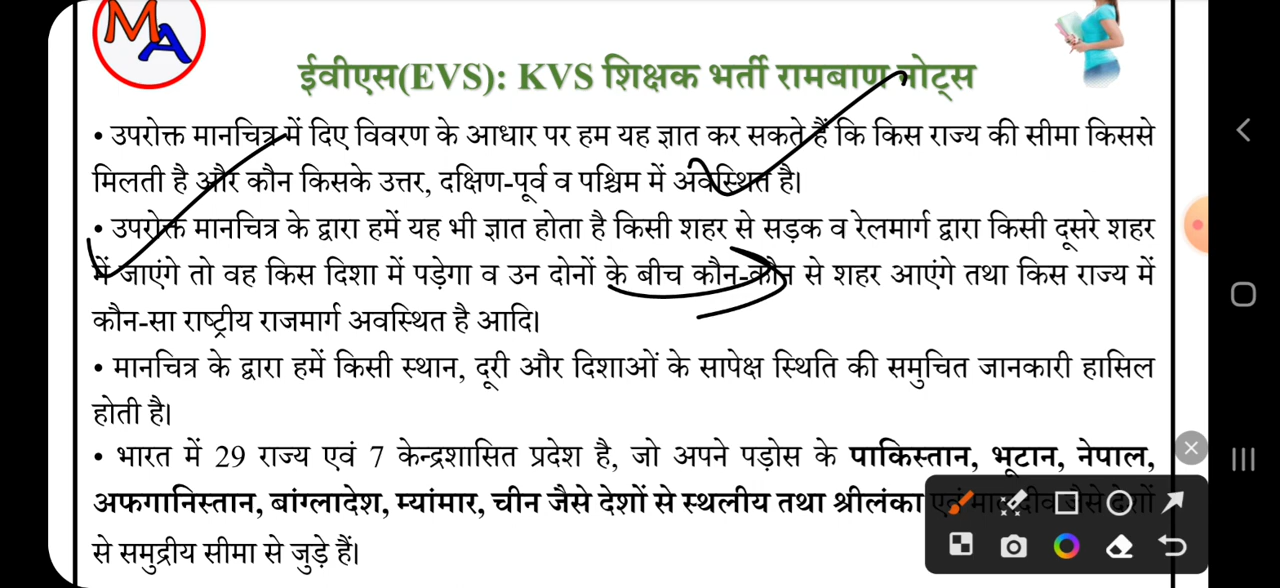 MA
ईवीएस(EVS): KVS शिक्षक भर्ती रामबाण नोट्स
• उपरोक्त मानचित्र में दिए विवरण के आधार पर हम यह ज्ञात कर सकते हैं कि किस राज्य की सीमा किससे
मिलती है और कौन किसके उत्तर, दक्षिण-पूर्व व पश्चिम में अवस्थित है।
• उपरोक्त मानचित्र के द्वारा हमें यह भी ज्ञात होता है किसी शहर से सड़क व रेलमार्ग द्वारा किसी दूसरे शहर
में जाएंगे तो वह किस दिशा में पड़ेगा व उन दोनों के बीच कौन-कौन से शहर आएंगे तथा किस राज्य में
कौन-सा राष्ट्रीय राजमार्ग अवस्थित है आदि।
• मानचित्र के द्वारा हमें किसी स्थान, दूरी और दिशाओं के सापेक्ष स्थिति की समुचित जानकारी हासिल
होती है।
• भारत में 29 राज्य एवं 7 केन्द्रशासित प्रदेश है, जो अपने पड़ोस के पाकिस्तान, भूटान, नेपाल,
अफगानिस्तान, बांग्लादेश, म्यांमार, चीन जैसे देशों से स्थलीय तथा श्रीलंका एवं मालदीव जैसे देशों
से समुद्रीय सीमा से जुड़े हैं।